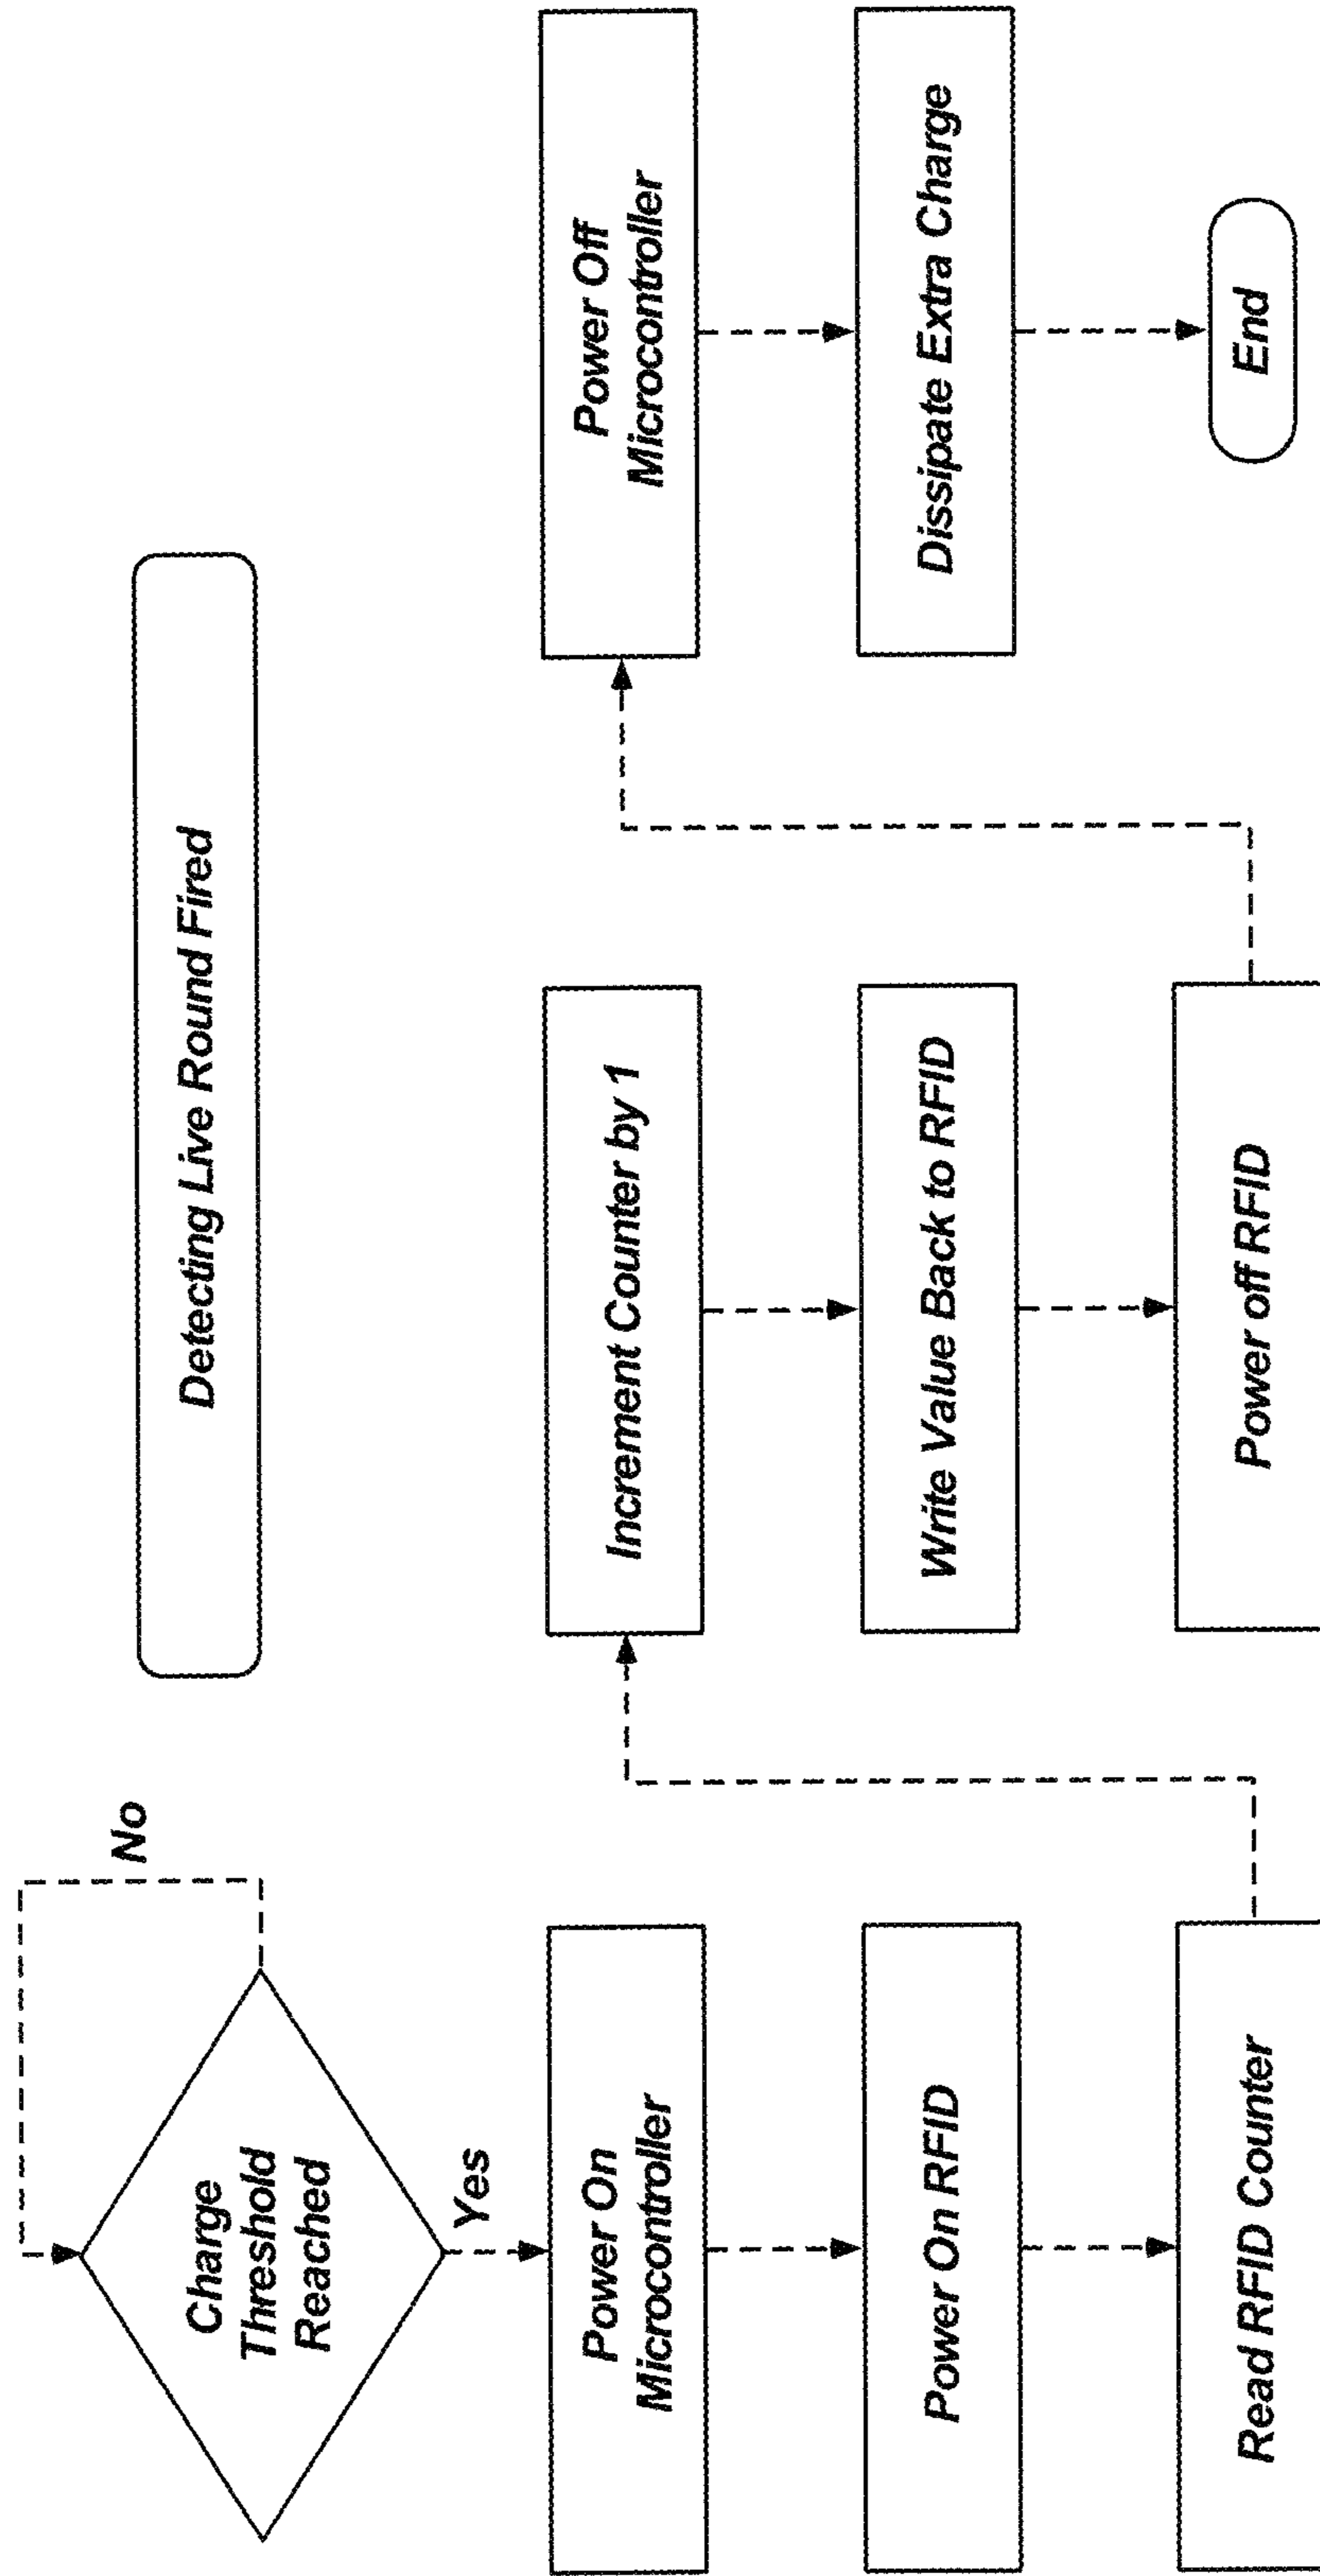 Detecting Live Round Fired
Charge
Threshold
Reached
No
Yes
Power On
Microcontroller
Power On RFID
Read RFID Counter
Increment Counter by 1
Write Value Back to RFID
Power off RFID
Power Off
Microcontroller
Dissipate Extra Charge
End